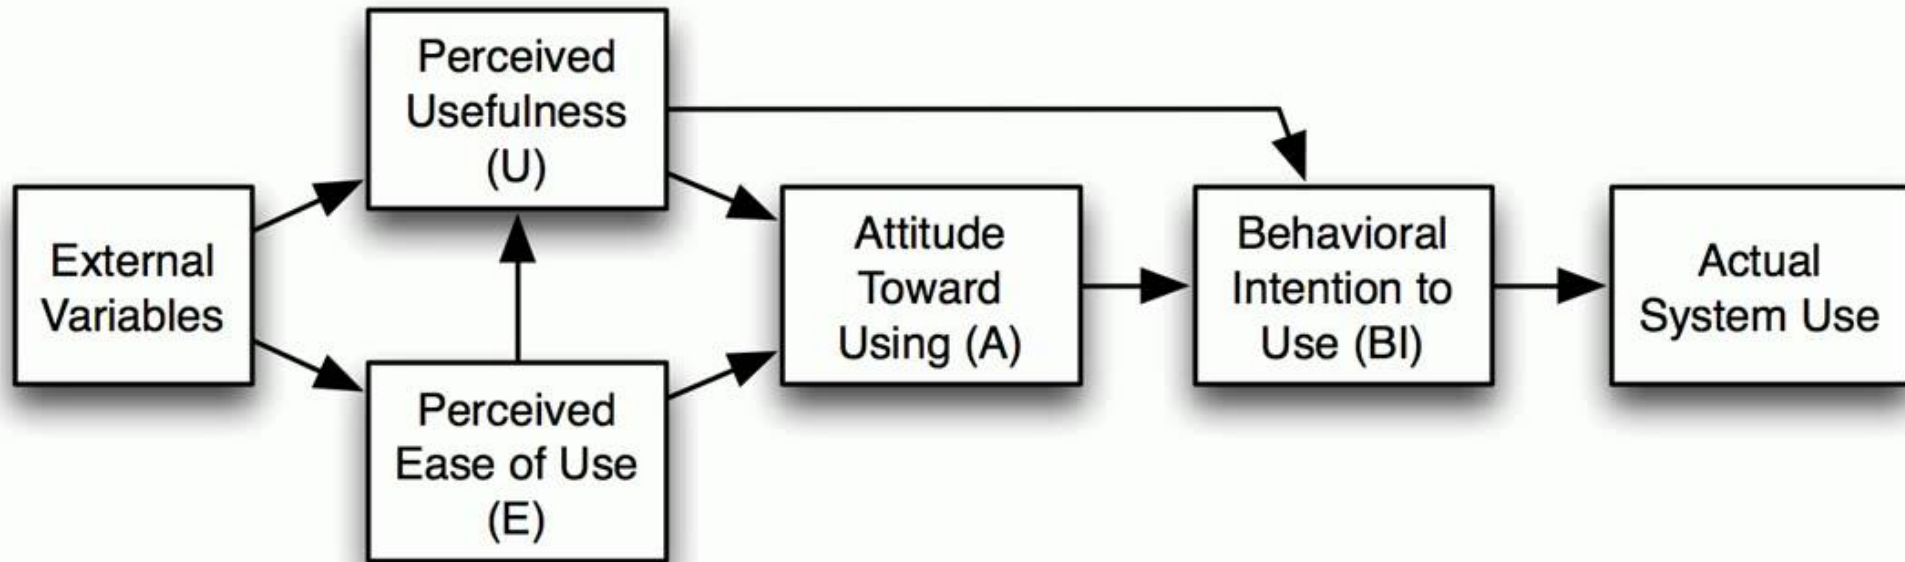 External
Variables
Perceived
Usefulness
(U)
Perceived
Ease of Use
(E)
Attitude
Toward
Using (A)
Behavioral
Intention to
Use (BI)
Actual
System Use